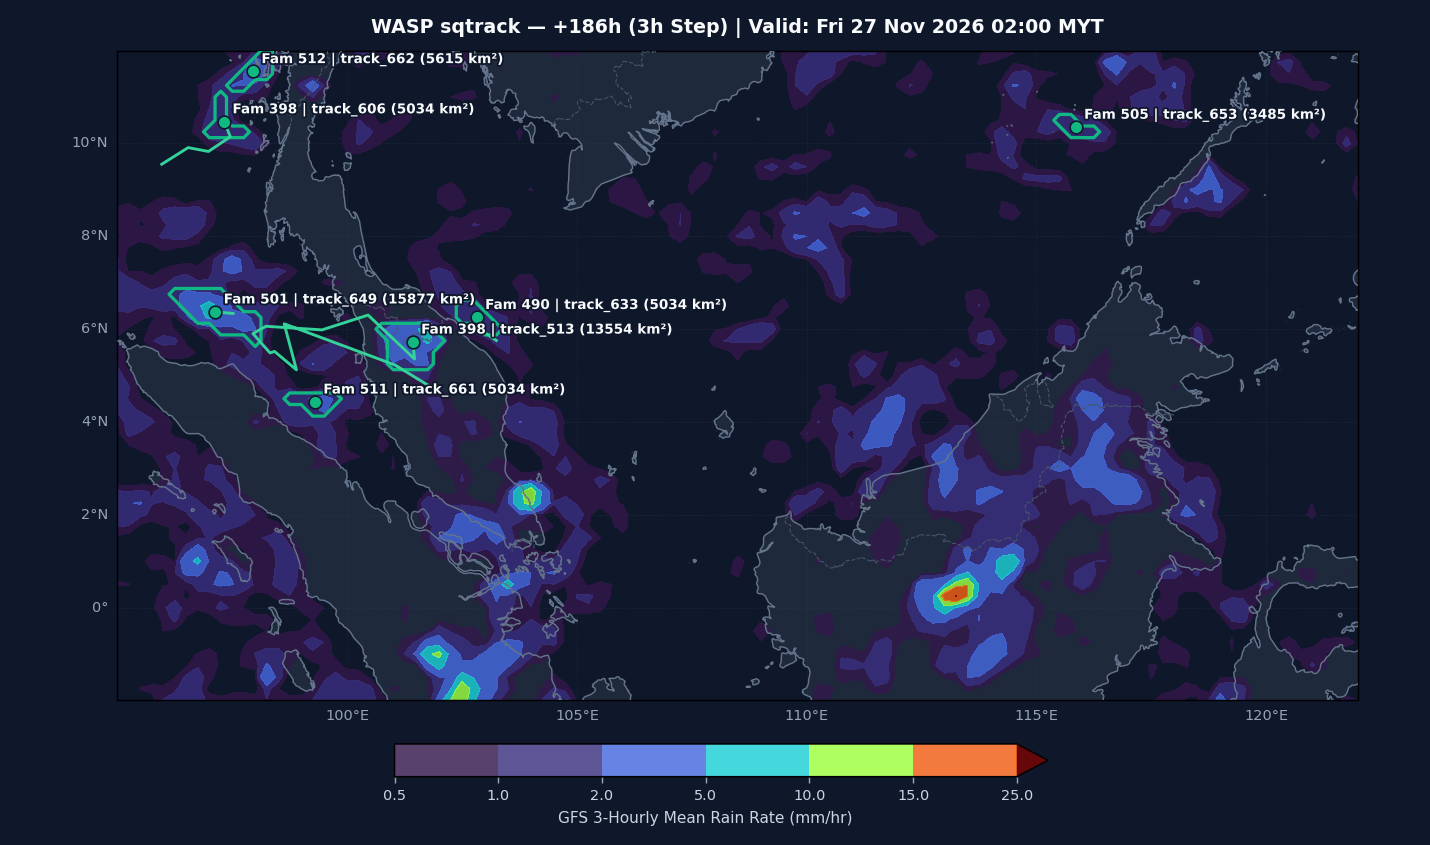 WASP sqtrack — +186h (3h Step) | Valid: Fri 27 Nov 2026 02:00 MYT
Fam 512 | track_662 (5615 km²)
Fam 398 | track_606 (5034 km²)
Fam 505 | track_653 (3485 km²)
10°N
8°N
Fam 501 | track_649 (15877 km²)
Fam 490 | track_633 (5034 km²)
6°N
Fam 398 | track_513 (13554 km²)
Fam 511 | track_661 (5034 km²)
4°N
2°N
0°
100°E 105°E 110°E 115°E 120°E
0.5 1.0 2.0 5.0 10.0 15.0 25.0
GFS 3-Hourly Mean Rain Rate (mm/hr)